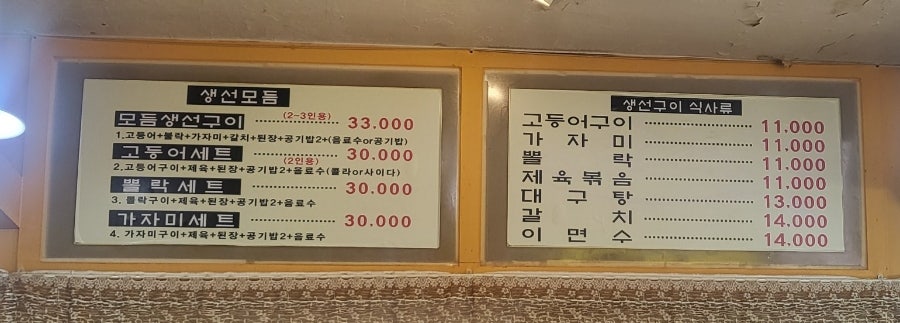 생선모듬
모듬생선구이 (2~3인용) 33.000
1.고등어+뽈락+가자미+갈치+된장+공기밥2+(음료수or공기밥)
고등어세트 (2인용) 30.000
2.고등어구이+제육+된장+공기밥2+음료수(콜라or사이다)
뽈락세트 30.000
3. 뽈락구이+제육+된장+공기밥2+음료수
가자미세트 30.000
4. 가자미구이+제육+된장+공기밥2+음료수
생선구이 식사류
고등어구이 11.000
가자미 11.000
뽈락 11.000
제육볶음 11.000
대구탕 13.000
갈치 14.000
이면수 14.000